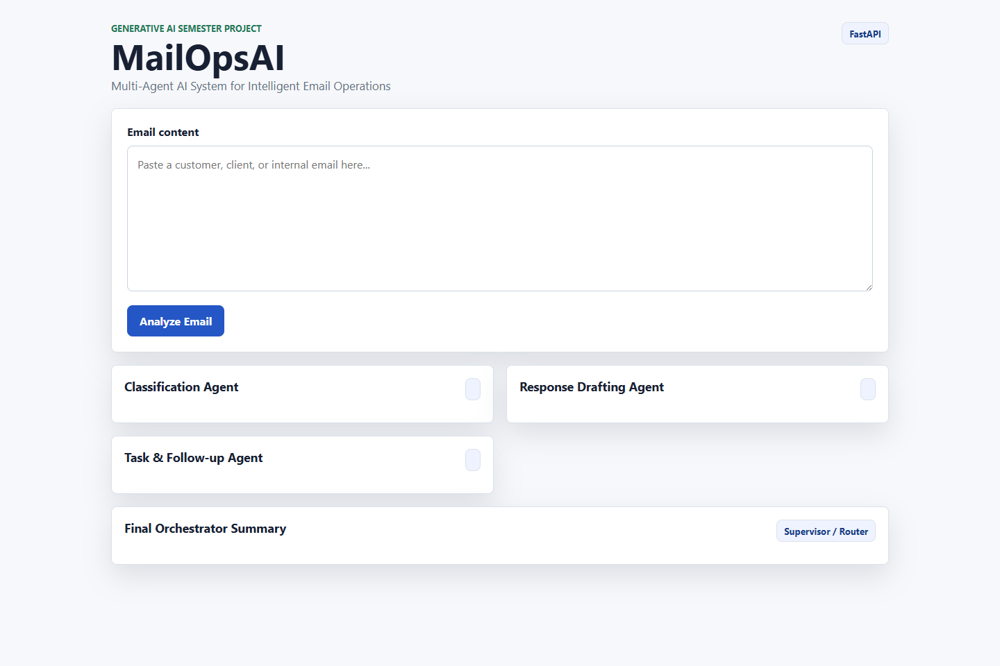 GENERATIVE AI SEMESTER PROJECT
MailOpsAI
Multi-Agent AI System for Intelligent Email Operations
FastAPI
Email content
Paste a customer, client, or internal email here...
Analyze Email
Classification Agent
Response Drafting Agent
Task & Follow-up Agent
Final Orchestrator Summary
Supervisor / Router